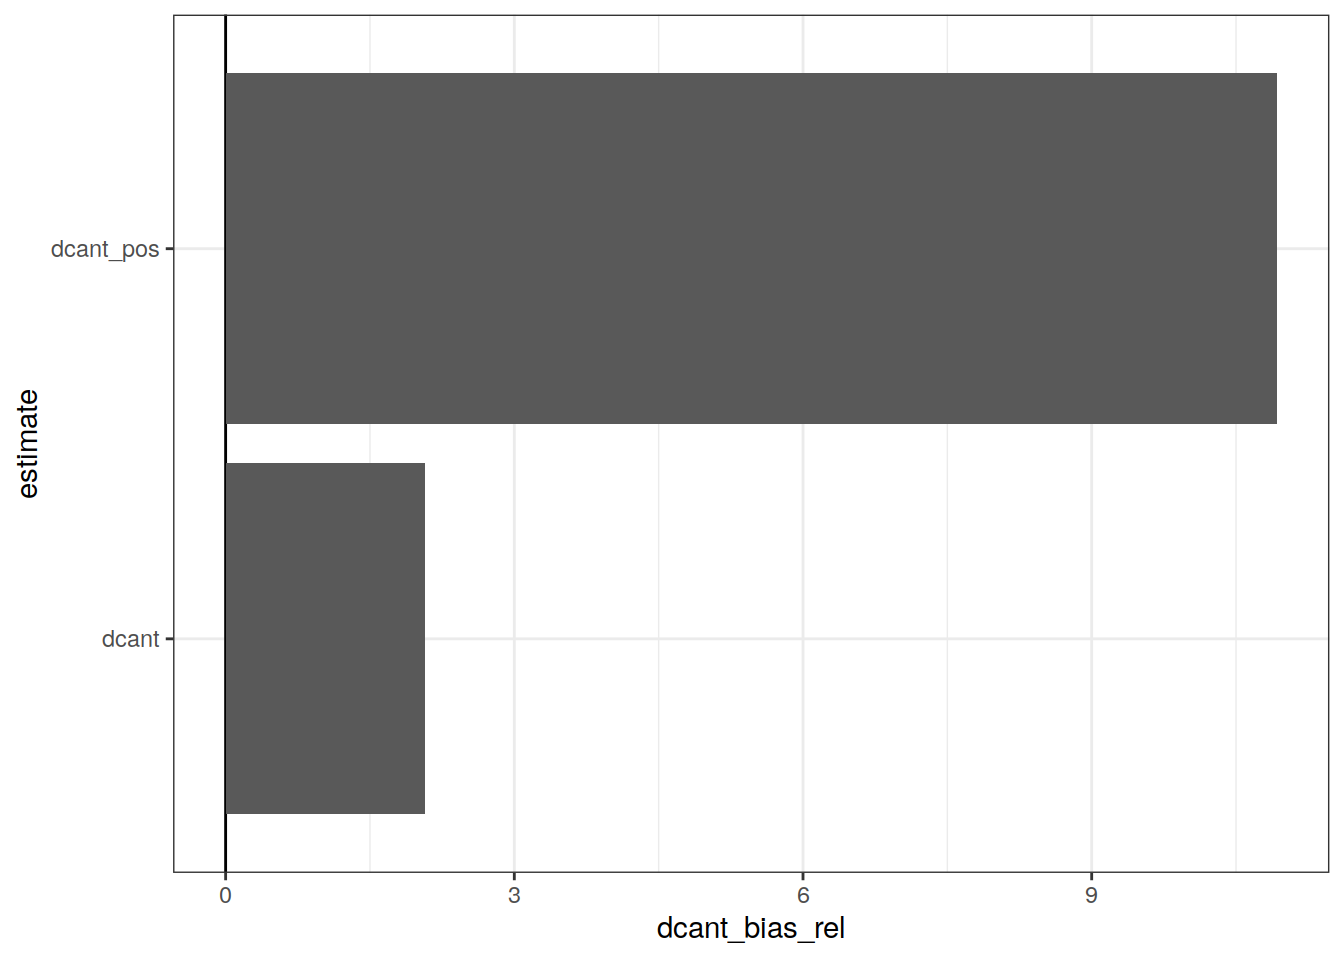 estimate
dcant_pos
dcant
0 3 6 9
dcant_bias_rel